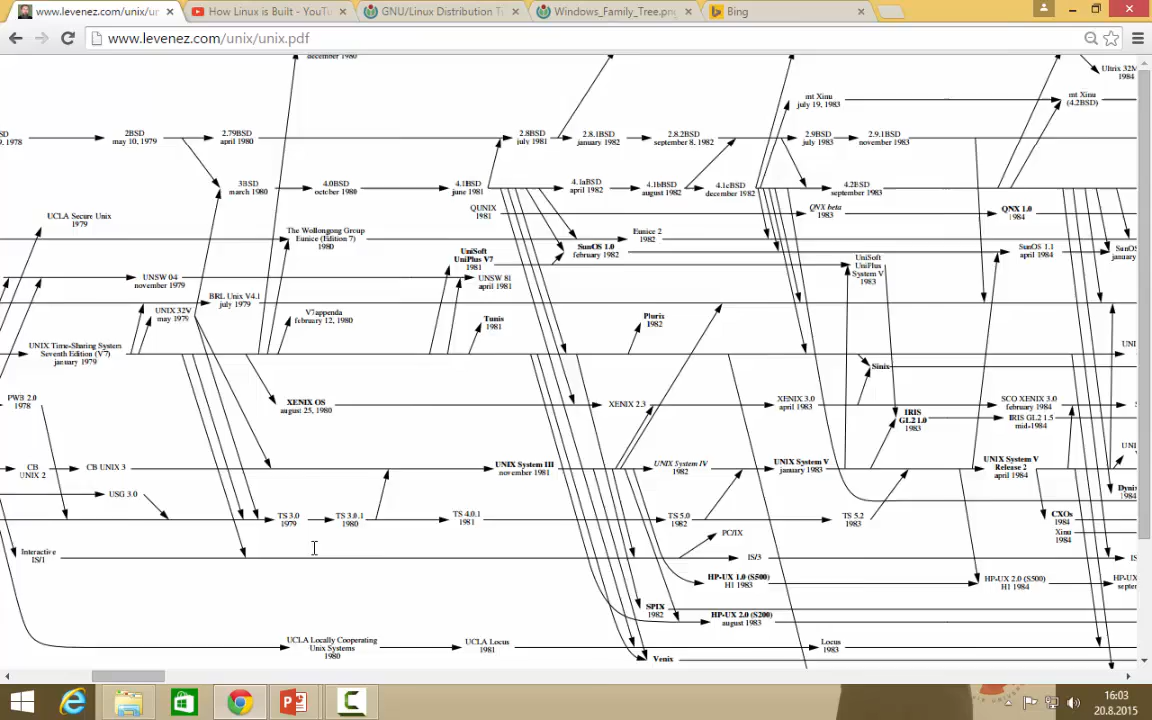 www.levenez.com/unix/ur
How Linux is Built - YouTu
GNU/Linux Distribution T
Windows_Family_Tree.png
Bing
www.levenez.com/unix/unix.pdf
december 1980
Ultrix 32M
1984
mt Xinu
july 19, 1983
mt Xinu
(4.2BSD)
SD
9, 1978
2BSD
may 10, 1979
2.79BSD
april 1980
2.8BSD
july 1981
2.8.1BSD
january 1982
2.8.2BSD
september 8, 1982
2.9BSD
july 1983
2.9.1BSD
november 1983
3BSD
march 1980
4.0BSD
october 1980
4.1BSD
june 1981
4.1aBSD
april 1982
4.1bBSD
august 1982
4.1cBSD
december 1982
4.2BSD
september 1983
UCLA Secure Unix
1979
QUNIX
1981
QNX beta
1983
QNX 1.0
1984
The Wollongong Group
Eunice (Edition 7)
1980
Eunice 2
1982
UniSoft
UniPlus V7
1981
SunOS 1.0
february 1982
UniSoft
UniPlus
System V
1983
SunOS 1.1
april 1984
SunOS
january
UNSW 04
november 1979
UNSW 81
april 1981
BRL Unix V4.1
july 1979
UNIX 32V
may 1979
V7appenda
february 12, 1980
Tunis
1981
Plurix
1982
UNIX Time-Sharing System
Seventh Edition (V7)
january 1979
UNI
Sinix
PWB 2.0
1978
XENIX OS
august 25, 1980
XENIX 2.3
XENIX 3.0
april 1983
SCO XENIX 3.0
february 1984
IRIS
GL2 1.0
1983
IRIS GL2 1.5
mid-1984
CB
UNIX 2
CB UNIX 3
UNIX System III
november 1981
UNIX System IV
1982
UNIX System V
january 1983
UNIX System V
Release 2
april 1984
UNI
USG 3.0
Dynix
1984
TS 3.0
1979
TS 3.0.1
1980
TS 4.0.1
1981
TS 5.0
1982
TS 5.2
1983
CXOs
1984
Xinu
1984
PC/IX
Interactive
IS/1
IS/3
IS
HP-UX 1.0 (S500)
H1 1983
HP-UX 2.0 (S500)
H1 1984
HP-UX
septe
SPIX
1982
HP-UX 2.0 (S200)
august 1983
UCLA Locally Cooperating
Unix Systems
1980
UCLA Locus
1981
Locus
1983
Venix
16:03
20.8.2015